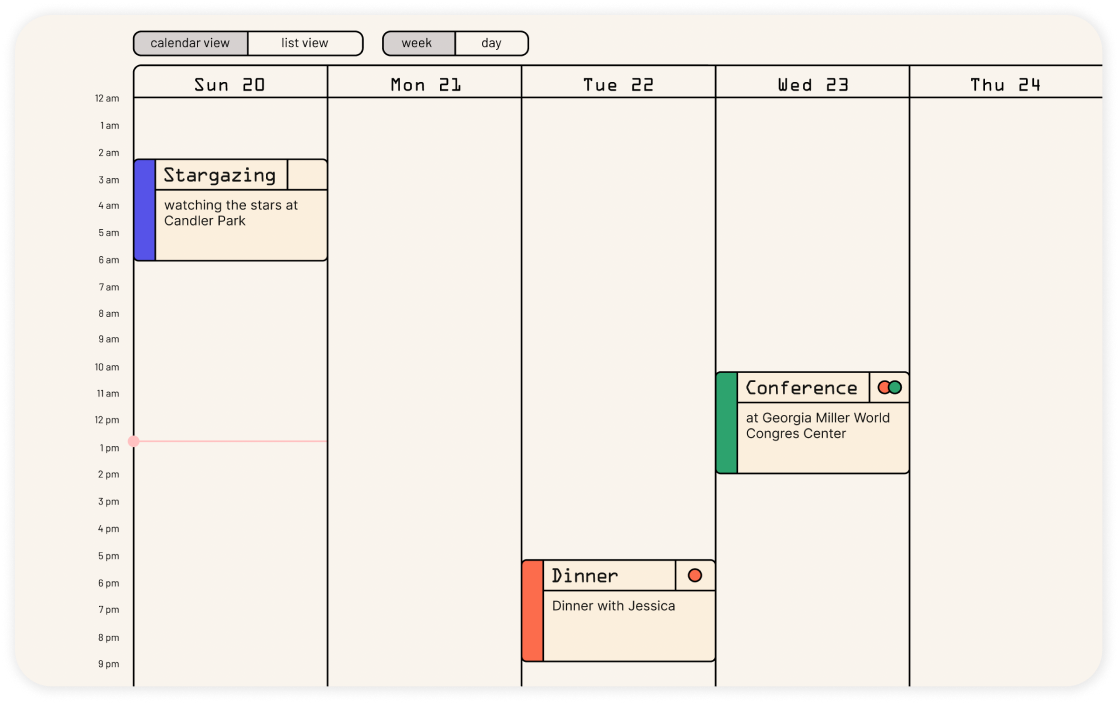 calendar view
list view
week
day
Sun 20
Mon 21
Tue 22
Wed 23
Thu 24
12 am
1 am
2 am
3 am
4 am
5 am
6 am
7 am
8 am
9 am
10 am
11 am
12 pm
1 pm
2 pm
3 pm
4 pm
5 pm
6 pm
7 pm
8 pm
9 pm
Stargazing
watching the stars at
Candler Park
Dinner
Dinner with Jessica
Conference
at Georgia Miller World
Congres Center